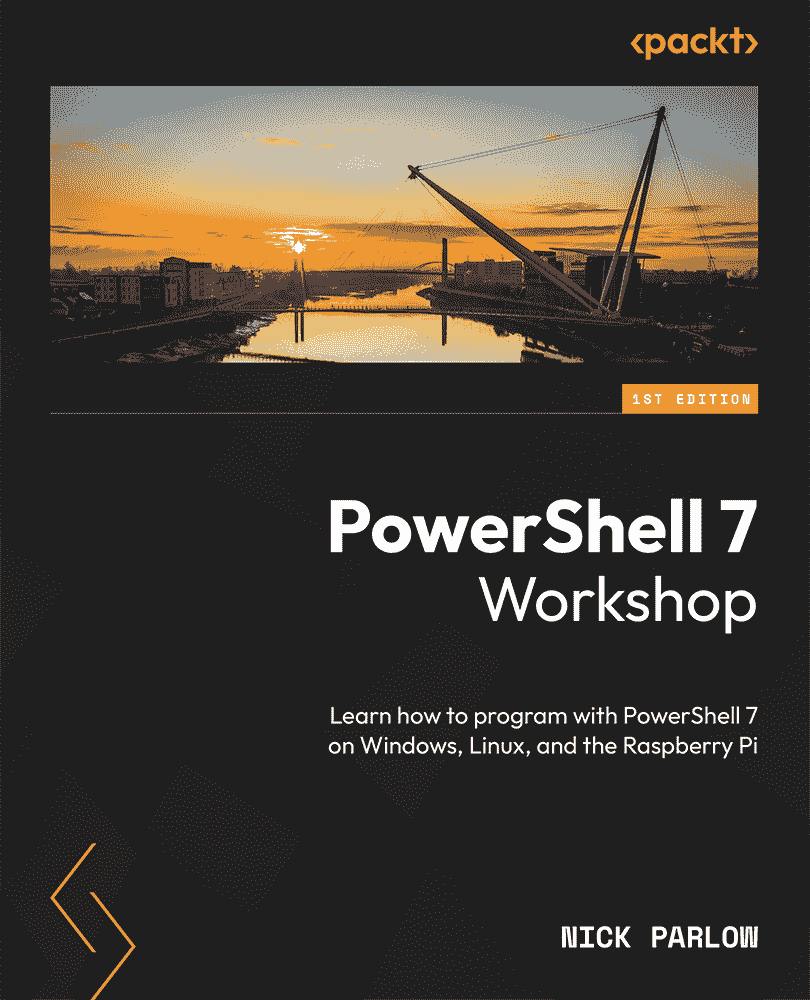 <packt>
1ST EDITION
PowerShell 7
Workshop
Learn how to program with PowerShell 7
on Windows, Linux, and the Raspberry Pi
NICK PARLOW